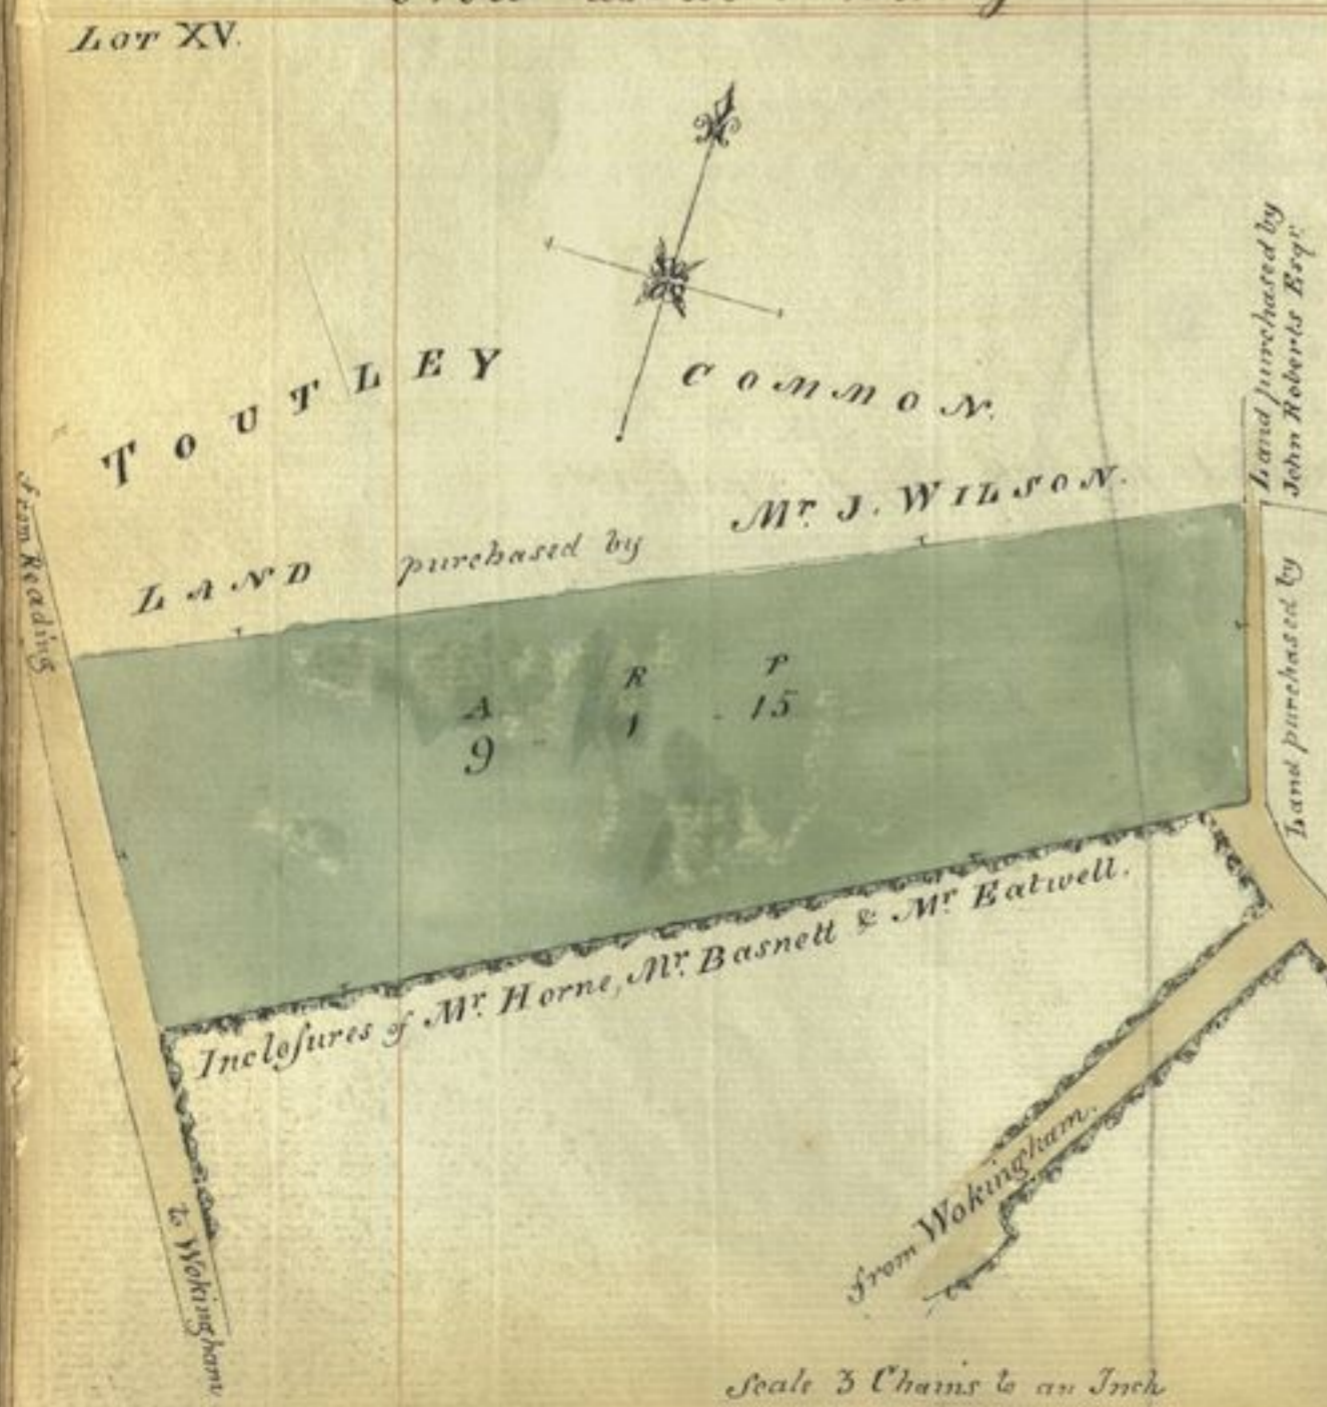 Lot XV.
TOUTLEY COMMON.
LAND purchased by Mr. J. WILSON.
Land purchased by
John Roberts Esqr.
Land purchased by
from Reading
A R P
9 1 15
Inclosures of Mr. Horne, Mr. Basnett & Mr. Eatwell.
from Wokingham.
to Wokingham
Scale 3 Chains to an Inch